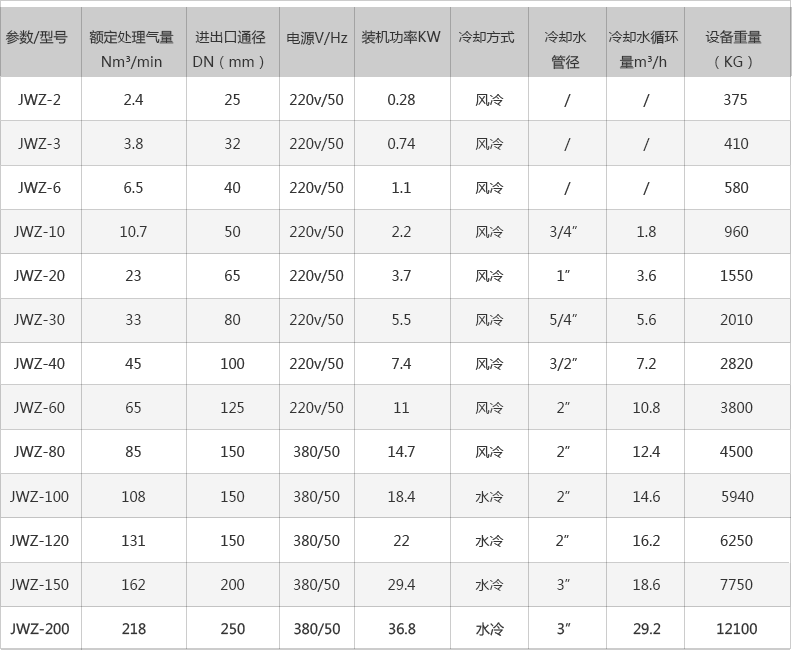 参数/型号 额定处理气量 进出口通径 电源V/Hz 装机功率KW 冷却方式 冷却水 冷却水循环 设备重量
Nm³/min DN（mm） 管径 量m³/h （KG）
JWZ-2 2.4 25 220v/50 0.28 风冷 / / 375
JWZ-3 3.8 32 220v/50 0.74 风冷 / / 410
JWZ-6 6.5 40 220v/50 1.1 风冷 / / 580
JWZ-10 10.7 50 220v/50 2.2 风冷 3/4” 1.8 960
JWZ-20 23 65 220v/50 3.7 风冷 1” 3.6 1550
JWZ-30 33 80 220v/50 5.5 风冷 5/4” 5.6 2010
JWZ-40 45 100 220v/50 7.4 风冷 3/2” 7.2 2820
JWZ-60 65 125 220v/50 11 风冷 2” 10.8 3800
JWZ-80 85 150 380/50 14.7 风冷 2” 12.4 4500
JWZ-100 108 150 380/50 18.4 水冷 2” 14.6 5940
JWZ-120 131 150 380/50 22 水冷 2” 16.2 6250
JWZ-150 162 200 380/50 29.4 水冷 3” 18.6 7750
JWZ-200 218 250 380/50 36.8 水冷 3” 29.2 12100